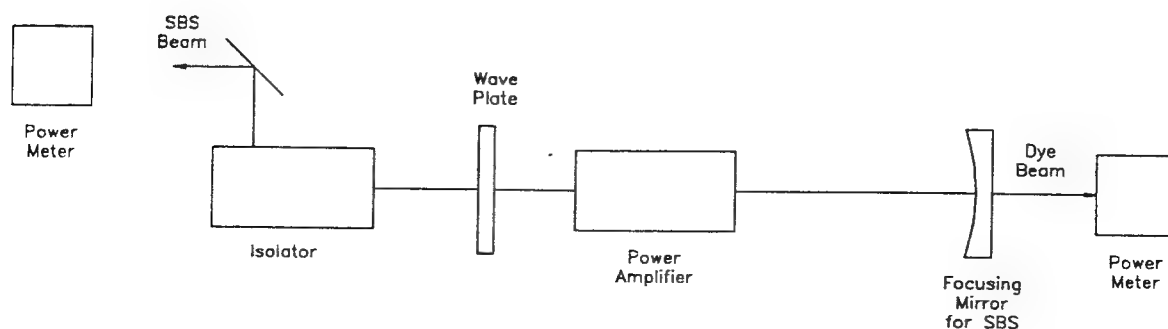 SBS
Beam
Power
Meter
Wave
Plate
Isolator
Power
Amplifier
Dye
Beam
Focusing
Mirror
for SBS
Power
Meter